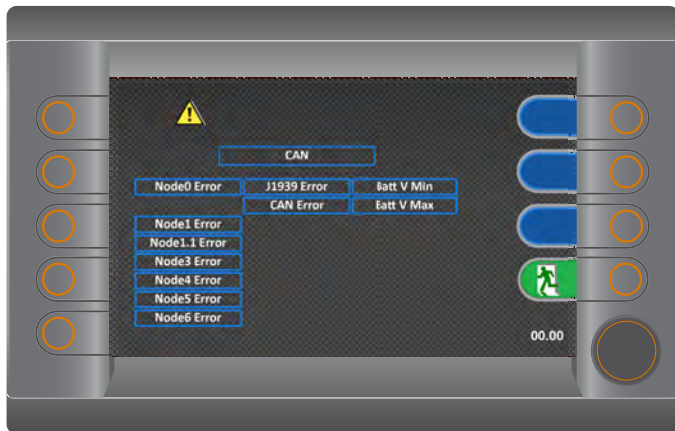 CAN
Node0 Error J1939 Error Batt V Min
CAN Error Batt V Max
Node1 Error
Node1.1 Error
Node3 Error
Node4 Error
Node5 Error
Node6 Error
00.00